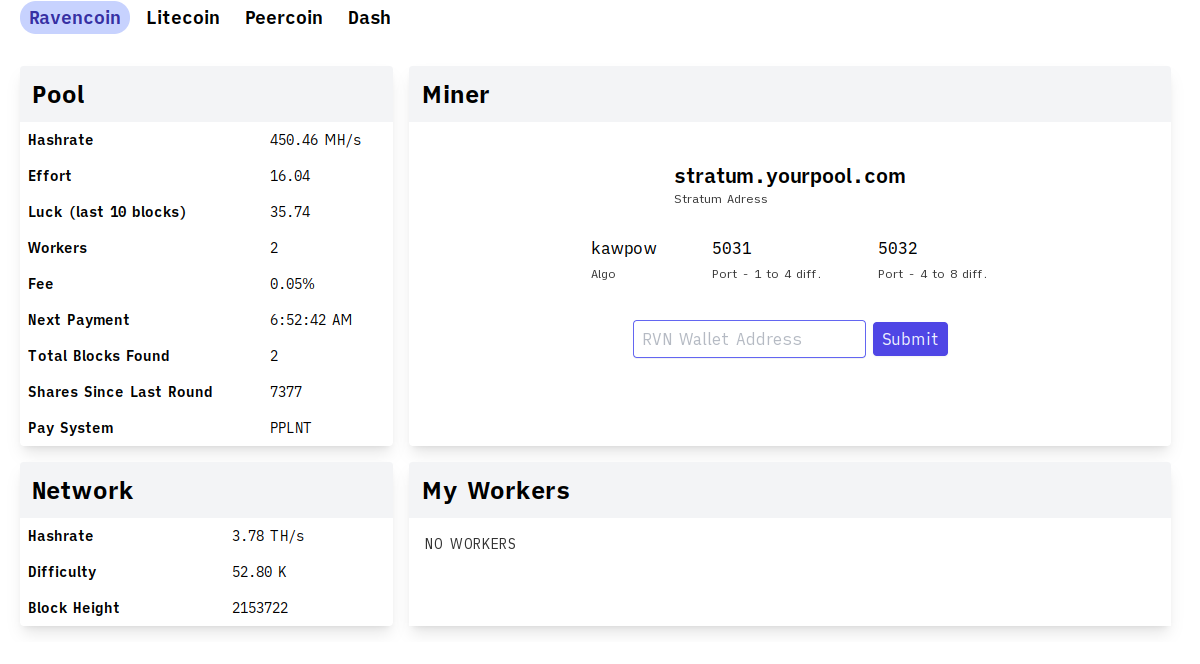 Ravencoin Litecoin Peercoin Dash
Pool
Hashrate 450.46 MH/s
Effort 16.04
Luck (last 10 blocks) 35.74
Workers 2
Fee 0.05%
Next Payment 6:52:42 AM
Total Blocks Found 2
Shares Since Last Round 7377
Pay System PPLNT
Miner
stratum.yourpool.com
Stratum Adress
kawpow 5031 5032
Algo Port - 1 to 4 diff. Port - 4 to 8 diff.
RVN Wallet Address Submit
Network
Hashrate 3.78 TH/s
Difficulty 52.80 K
Block Height 2153722
My Workers
NO WORKERS